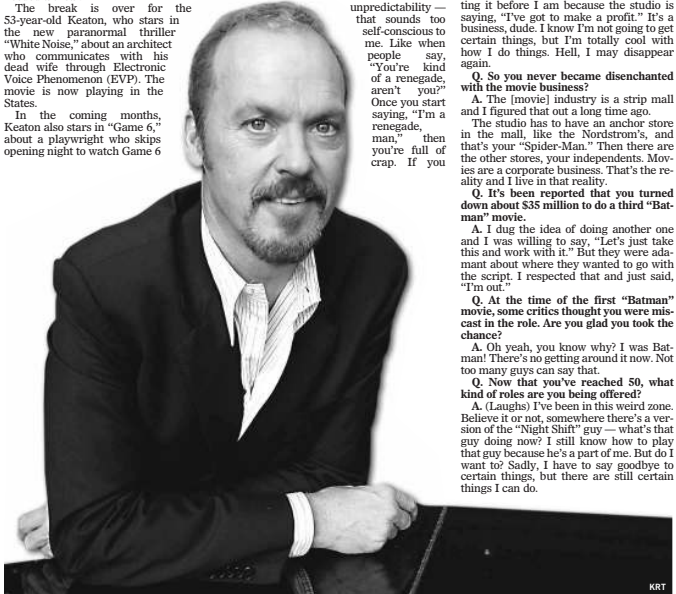 The break is over for the
53-year-old Keaton, who stars in
the new paranormal thriller
“White Noise,” about an architect
who communicates with his
dead wife through Electronic
Voice Phenomenon (EVP). The
movie is now playing in the
States.
In the coming months,
Keaton also stars in “Game 6,”
about a playwright who skips
opening night to watch Game 6
unpredictability —
that sounds too
self-conscious to
me. Like when
people say,
“You’re kind
of a renegade,
aren’t you?”
Once you start
saying, “I’m a
renegade,
man,” then
you’re full of
crap. If you
ting it before I am because the studio is
saying, “I’ve got to make a profit.” It’s a
business, dude. I know I’m not going to get
certain things, but I’m totally cool with
how I do things. Hell, I may disappear
again.
Q. So you never became disenchanted
with the movie business?
A. The [movie] industry is a strip mall
and I figured that out a long time ago.
The studio has to have an anchor store
in the mall, like the Nordstrom’s, and
that’s your “Spider-Man.” Then there are
the other stores, your independents. Mov-
ies are a corporate business. That’s the re-
ality and I live in that reality.
Q. It’s been reported that you turned
down about $35 million to do a third “Bat-
man” movie.
A. I dug the idea of doing another one
and I was willing to say, “Let’s just take
this and work with it.” But they were ada-
mant about where they wanted to go with
the script. I respected that and just said,
“I’m out.”
Q. At the time of the first “Batman”
movie, some critics thought you were mis-
cast in the role. Are you glad you took the
chance?
A. Oh yeah, you know why? I was Bat-
man! There’s no getting around it now. Not
too many guys can say that.
Q. Now that you’ve reached 50, what
kind of roles are you being offered?
A. (Laughs) I’ve been in this weird zone.
Believe it or not, somewhere there’s a ver-
sion of the “Night Shift” guy — what’s that
guy doing now? I still know how to play
that guy because he’s a part of me. But do I
want to? Sadly, I have to say goodbye to
certain things, but there are still certain
things I can do.
KRT